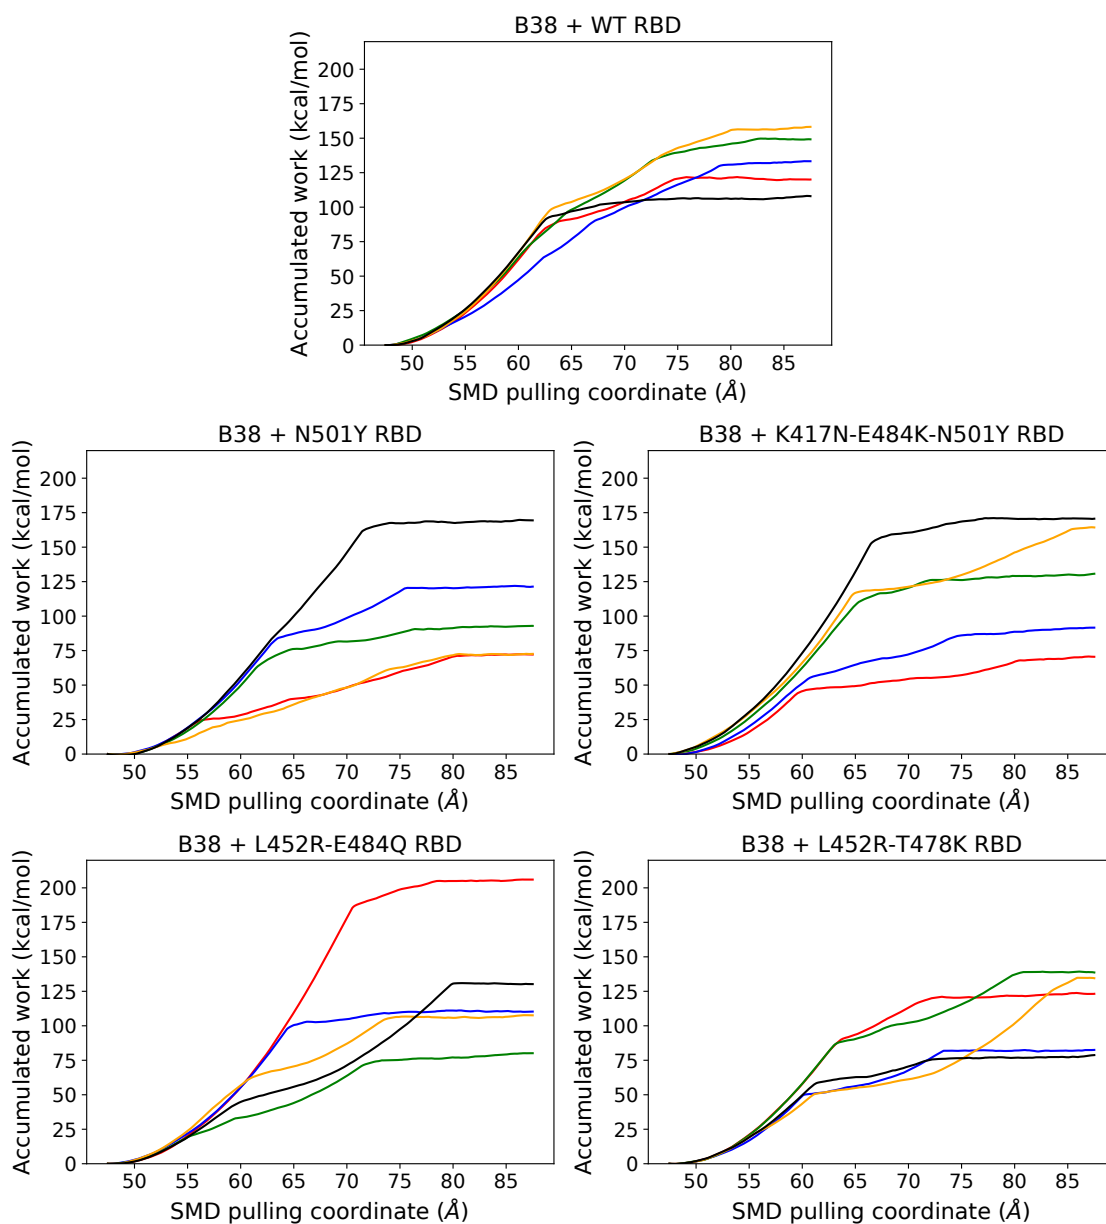 B38 + WT RBD
Accumulated work (kcal/mol)
200
175
150
125
100
75
50
25
0
50 55 60 65 70 75 80 85
SMD pulling coordinate (Å)
B38 + N501Y RBD
Accumulated work (kcal/mol)
200
175
150
125
100
75
50
25
0
50 55 60 65 70 75 80 85
SMD pulling coordinate (Å)
B38 + K417N-E484K-N501Y RBD
Accumulated work (kcal/mol)
200
175
150
125
100
75
50
25
0
50 55 60 65 70 75 80 85
SMD pulling coordinate (Å)
B38 + L452R-E484Q RBD
Accumulated work (kcal/mol)
200
175
150
125
100
75
50
25
0
50 55 60 65 70 75 80 85
SMD pulling coordinate (Å)
B38 + L452R-T478K RBD
Accumulated work (kcal/mol)
200
175
150
125
100
75
50
25
0
50 55 60 65 70 75 80 85
SMD pulling coordinate (Å)